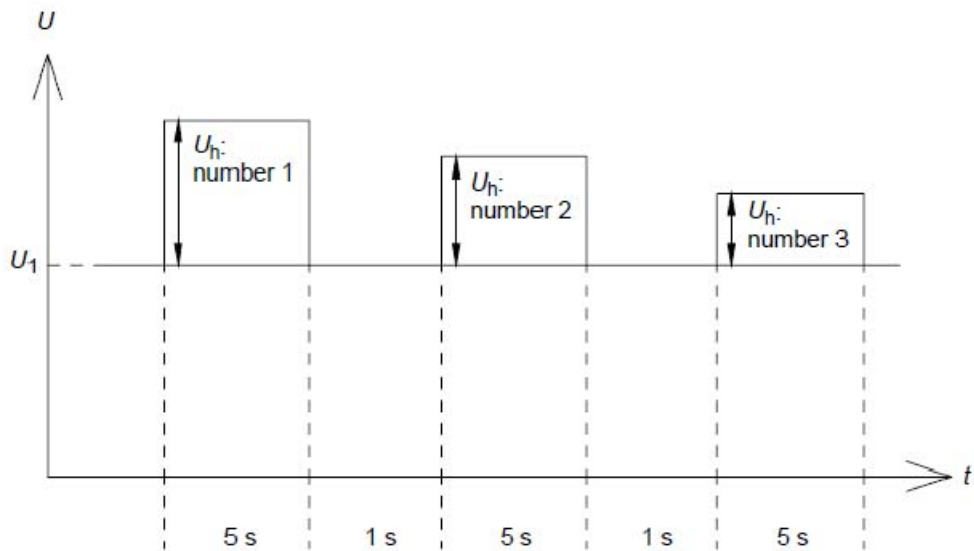 U
U₁
Uₕ:
number 1
Uₕ:
number 2
Uₕ:
number 3
t
5 s
1 s
5 s
1 s
5 s